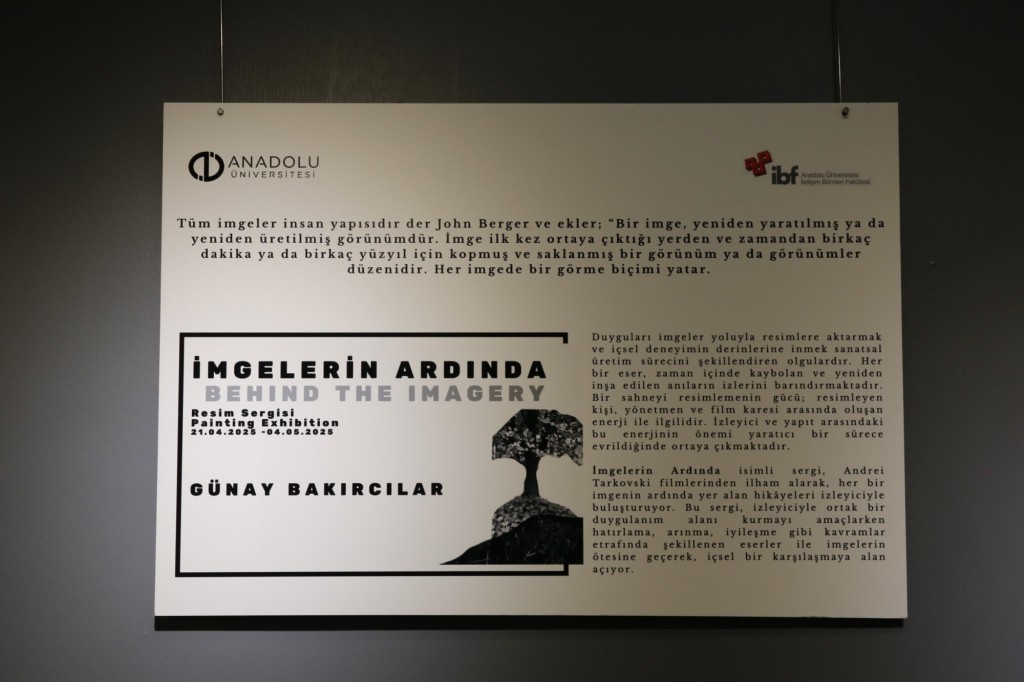 ANADOLU
ÜNİVERSİTESİ
ibf
Anadolu Üniversitesi
İletişim Bilimleri Fakültesi
Tüm imgeler insan yapısıdır der John Berger ve ekler; “Bir imge, yeniden yaratılmış ya da
yeniden üretilmiş görünümdür. İmge ilk kez ortaya çıktığı yerden ve zamandan birkaç
dakika ya da birkaç yüzyıl için kopmuş ve saklanmış bir görünüm ya da görünümler
düzenidir. Her imgede bir görme biçimi yatar.
İMGELERİN ARDINDA
BEHIND THE IMAGERY
Resim Sergisi
Painting Exhibition
21.04.2025 -04.05.2025
GÜNAY BAKIRCILAR
Duyguları imgeler yoluyla resimlere aktarmak
ve içsel deneyimin derinlerine inmek sanatsal
üretim sürecini şekillendiren olgulardır. Her
bir eser, zaman içinde kaybolan ve yeniden
inşa edilen anıların izlerini barındırmaktadır.
Bir sahneyi resimlemenin gücü; resimleyen
kişi, yönetmen ve film karesi arasında oluşan
enerji ile ilgilidir. İzleyici ve yapıt arasındaki
bu enerjinin önemi yaratıcı bir sürece
evrildiğinde ortaya çıkmaktadır.
İmgelerin Ardında isimli sergi, Andrei
Tarkovski filmlerinden ilham alarak, her bir
imgenin ardında yer alan hikâyeleri izleyiciyle
buluşturuyor. Bu sergi, izleyiciyle ortak bir
duygulanım alanı kurmayı amaçlarken
hatırlama, arınma, iyileşme gibi kavramlar
etrafında şekillenen eserler ile imgelerin
ötesine geçerek, içsel bir karşılaşmaya alan
açıyor.